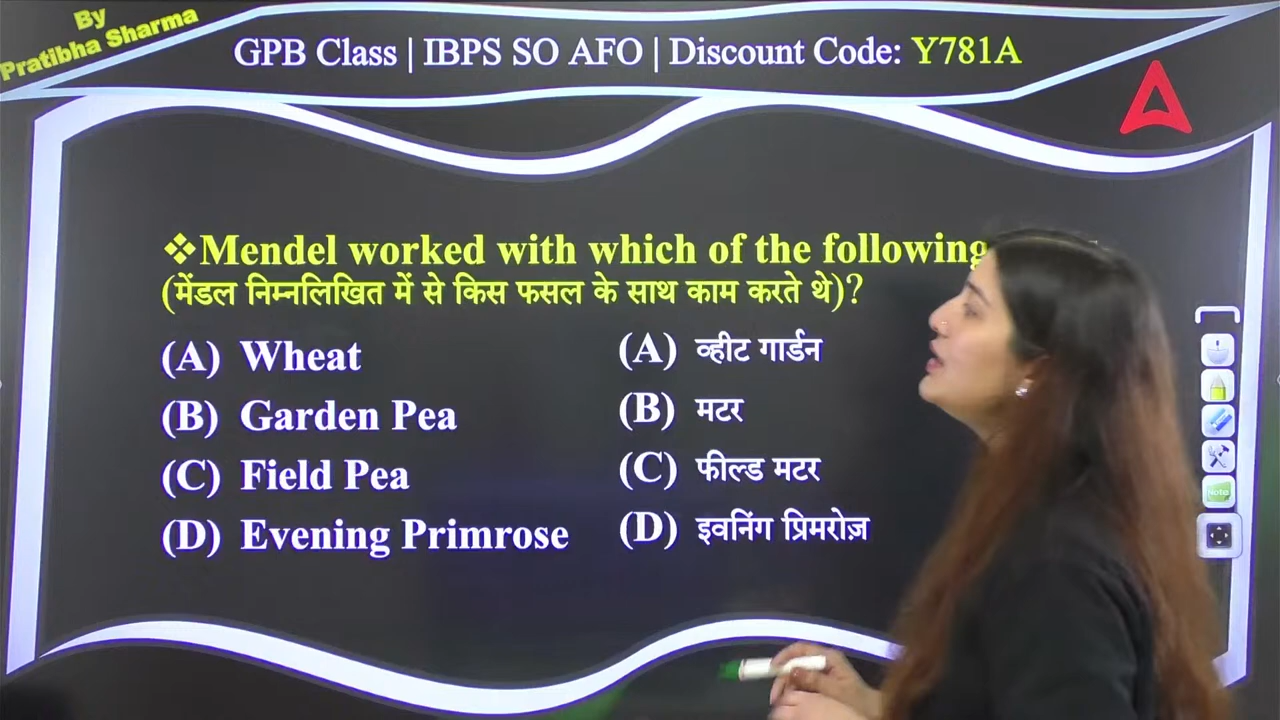 By
Pratibha Sharma
GPB Class | IBPS SO AFO | Discount Code: Y781A
❖Mendel worked with which of the following
(मेंडल निम्नलिखित में से किस फसल के साथ काम करते थे)?
(A) Wheat
(B) Garden Pea
(C) Field Pea
(D) Evening Primrose
(A) व्हीट गार्डन
(B) मटर
(C) फील्ड मटर
(D) इवनिंग प्रिमरोज़
Note